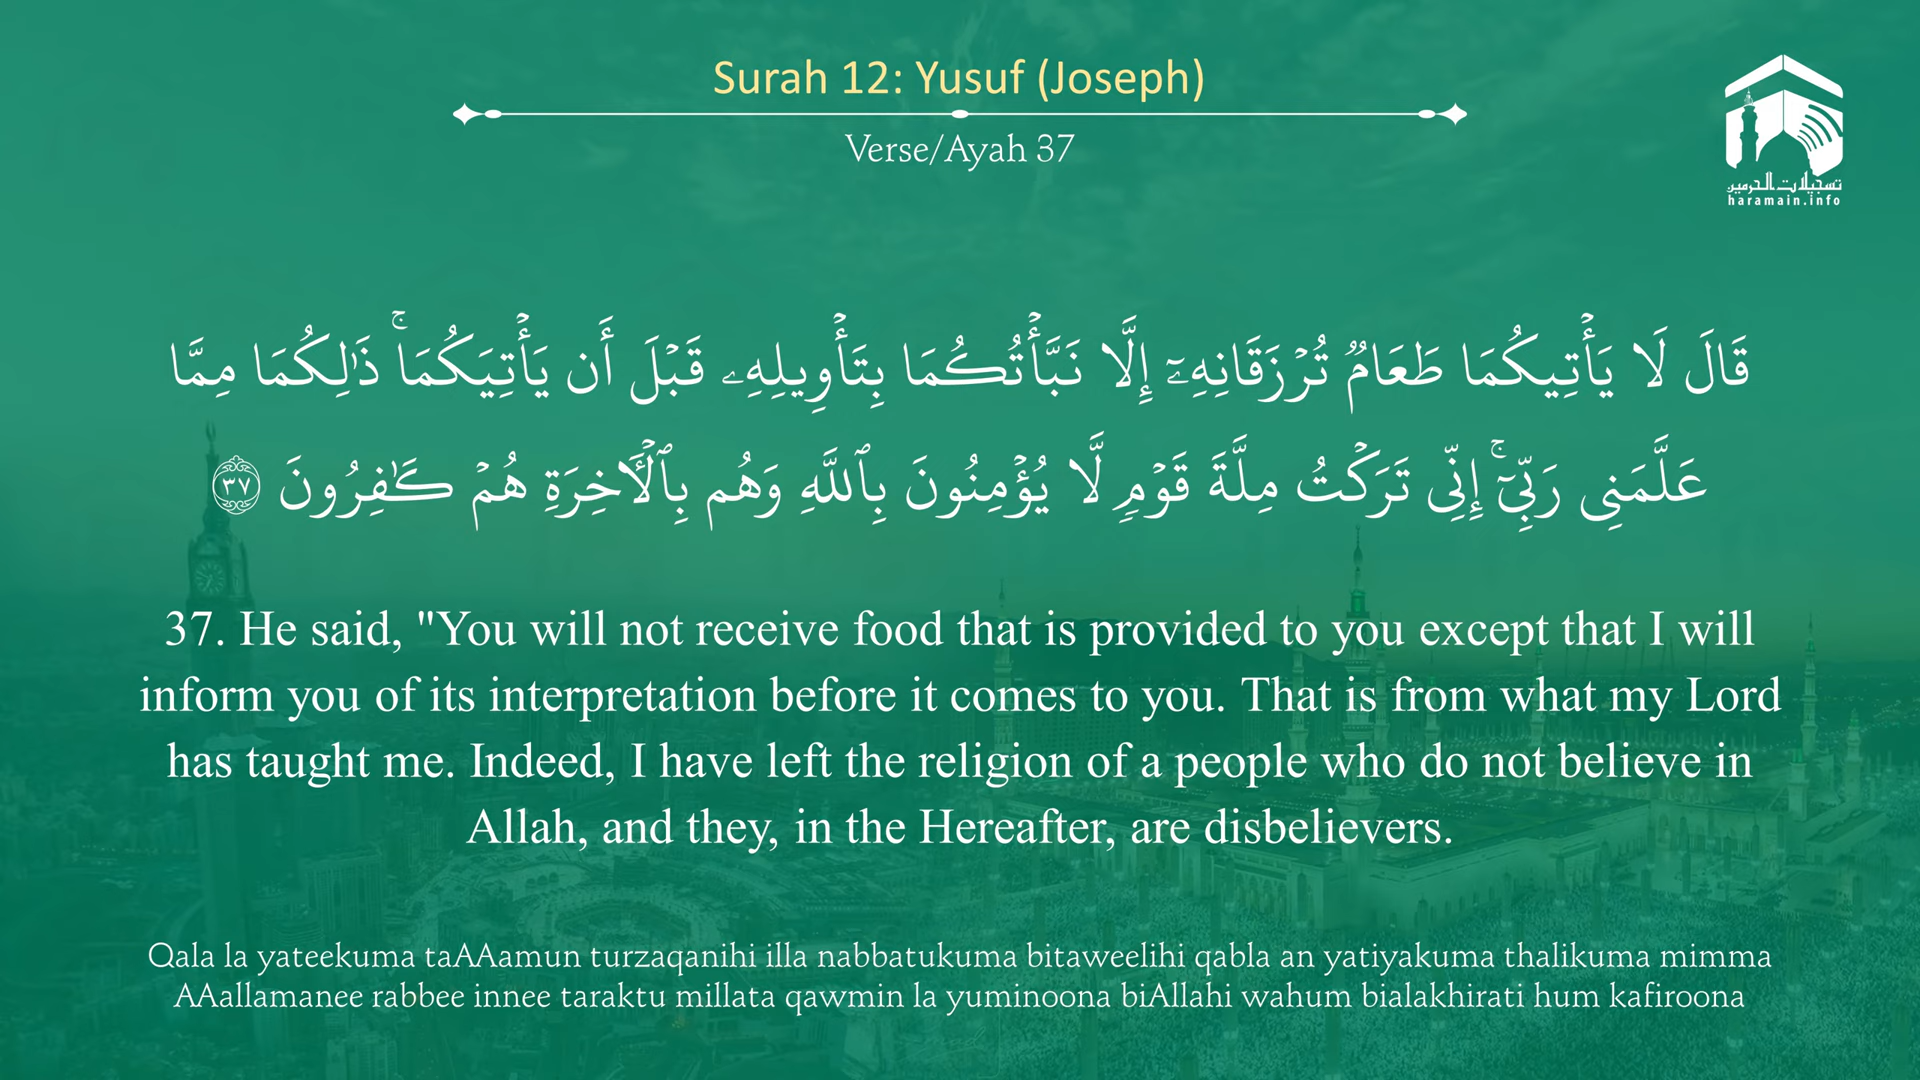 Surah 12: Yusuf (Joseph)
Verse/Ayah 37
تسجيلات الحرمين
haramain.info
قَالَ لَا يَأۡتِيكُمَا طَعَامٞ تُرۡزَقَانِهِۦٓ إِلَّا نَبَّأۡتُكُمَا بِتَأۡوِيلِهِۦ قَبۡلَ أَن يَأۡتِيَكُمَاۚ ذَٰلِكُمَا مِمَّا
عَلَّمَنِي رَبِّيٓۚ إِنِّي تَرَكۡتُ مِلَّةَ قَوۡمٖ لَّا يُؤۡمِنُونَ بِٱللَّهِ وَهُم بِٱلۡأٓخِرَةِ هُمۡ كَٰفِرُونَ ٣٧
37. He said, "You will not receive food that is provided to you except that I will
inform you of its interpretation before it comes to you. That is from what my Lord
has taught me. Indeed, I have left the religion of a people who do not believe in
Allah, and they, in the Hereafter, are disbelievers.
Qala la yateekuma taAAamun turzaqanihi illa nabbatukuma bitaweelihi qabla an yatiyakuma thalikuma mimma
AAallamanee rabbee innee taraktu millata qawmin la yuminoona biAllahi wahum bialakhirati hum kafiroona